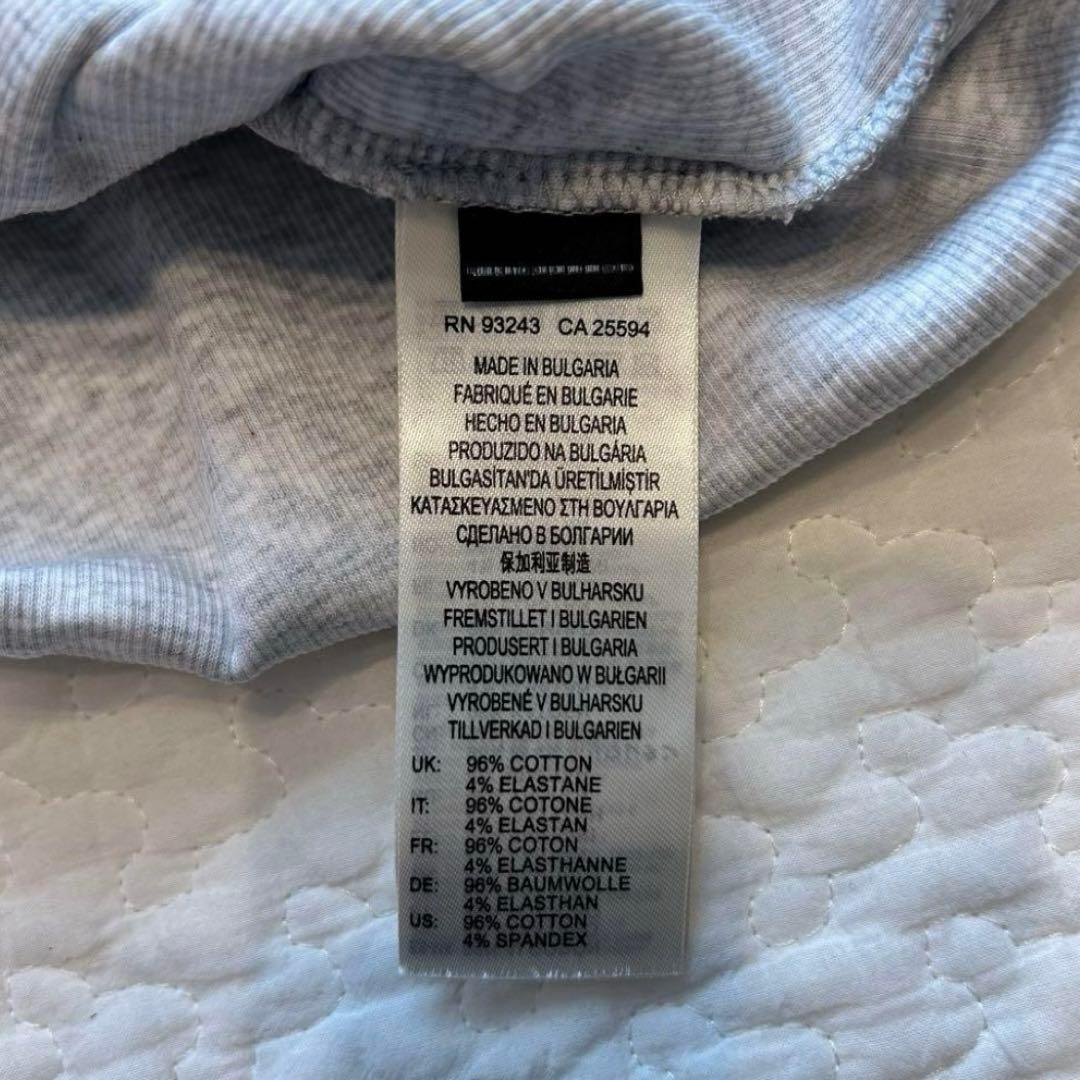 RN 93243 CA 25594
MADE IN BULGARIA
FABRIQUÉ EN BULGARIE
HECHO EN BULGARIA
PRODUZIDO NA BULGÁRIA
BULGASİTAN'DA ÜRETİLMİŞTİR
ΚΑΤΑΣΚΕΥΑΣΜΕΝΟ ΣΤΗ ΒΟΥΛΓΑΡΙΑ
СДЕЛАНО В БОЛГАРИИ
保加利亚制造
VYROBENO V BULHARSKU
FREMSTILLET I BULGARIEN
PRODUSERT I BULGARIA
WYPRODUKOWANO W BUŁGARII
VYROBENÉ V BULHARSKU
TILLVERKAD I BULGARIEN
UK: 96% COTTON
4% ELASTANE
IT: 96% COTONE
4% ELASTAN
FR: 96% COTON
4% ELASTHANNE
DE: 96% BAUMWOLLE
4% ELASTHAN
US: 96% COTTON
4% SPANDEX